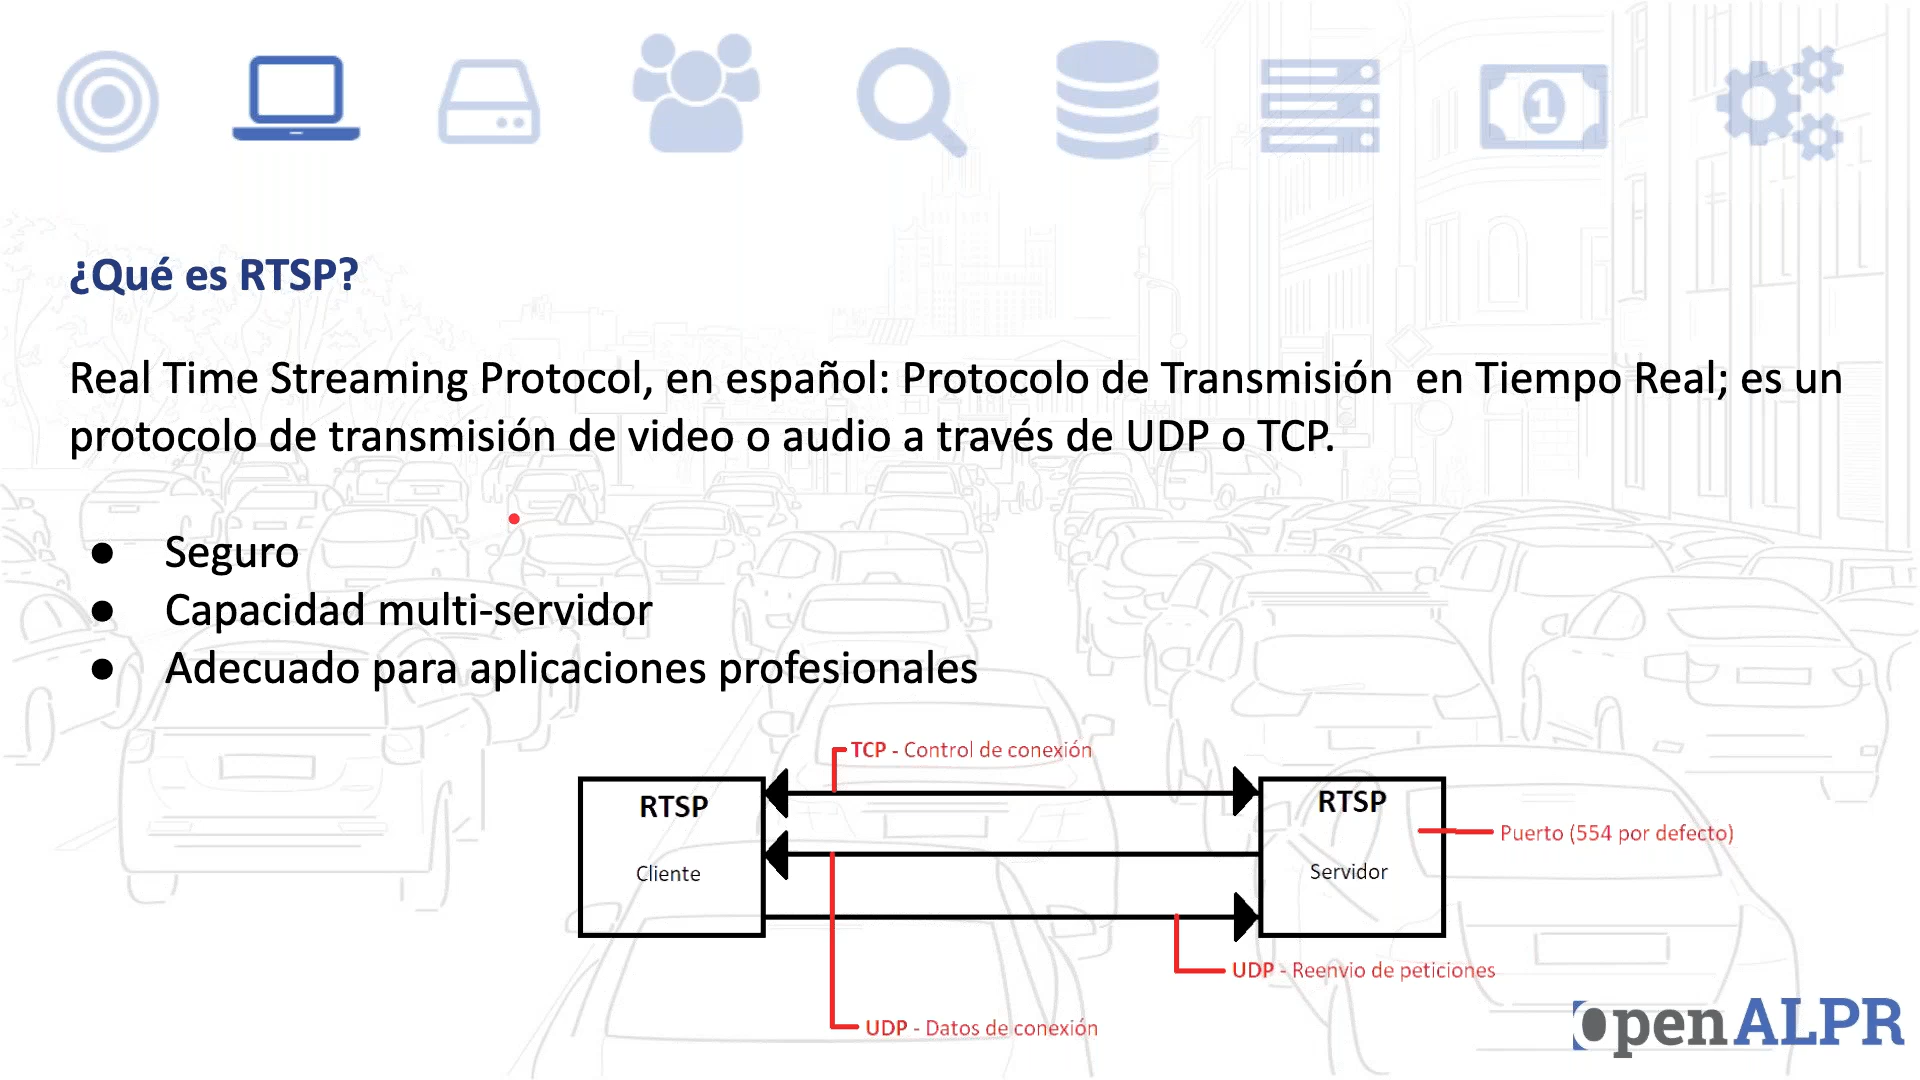 ¿Qué es RTSP?
Real Time Streaming Protocol, en español: Protocolo de Transmisión  en Tiempo Real; es un
protocolo de transmisión de video o audio a través de UDP o TCP.
● Seguro
● Capacidad multi-servidor
● Adecuado para aplicaciones profesionales
TCP - Control de conexión
RTSP
Cliente
RTSP
Servidor
Puerto (554 por defecto)
UDP - Reenvio de peticiones
UDP - Datos de conexión
openALPR
1